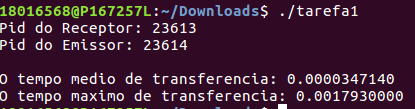 18016568@P167257L:~/Downloads$ ./tarefa1
Pid do Receptor: 23613
Pid do Emissor: 23614
O tempo medio de transferencia: 0.0000347140
O tempo maximo de transferencia: 0.0017930000